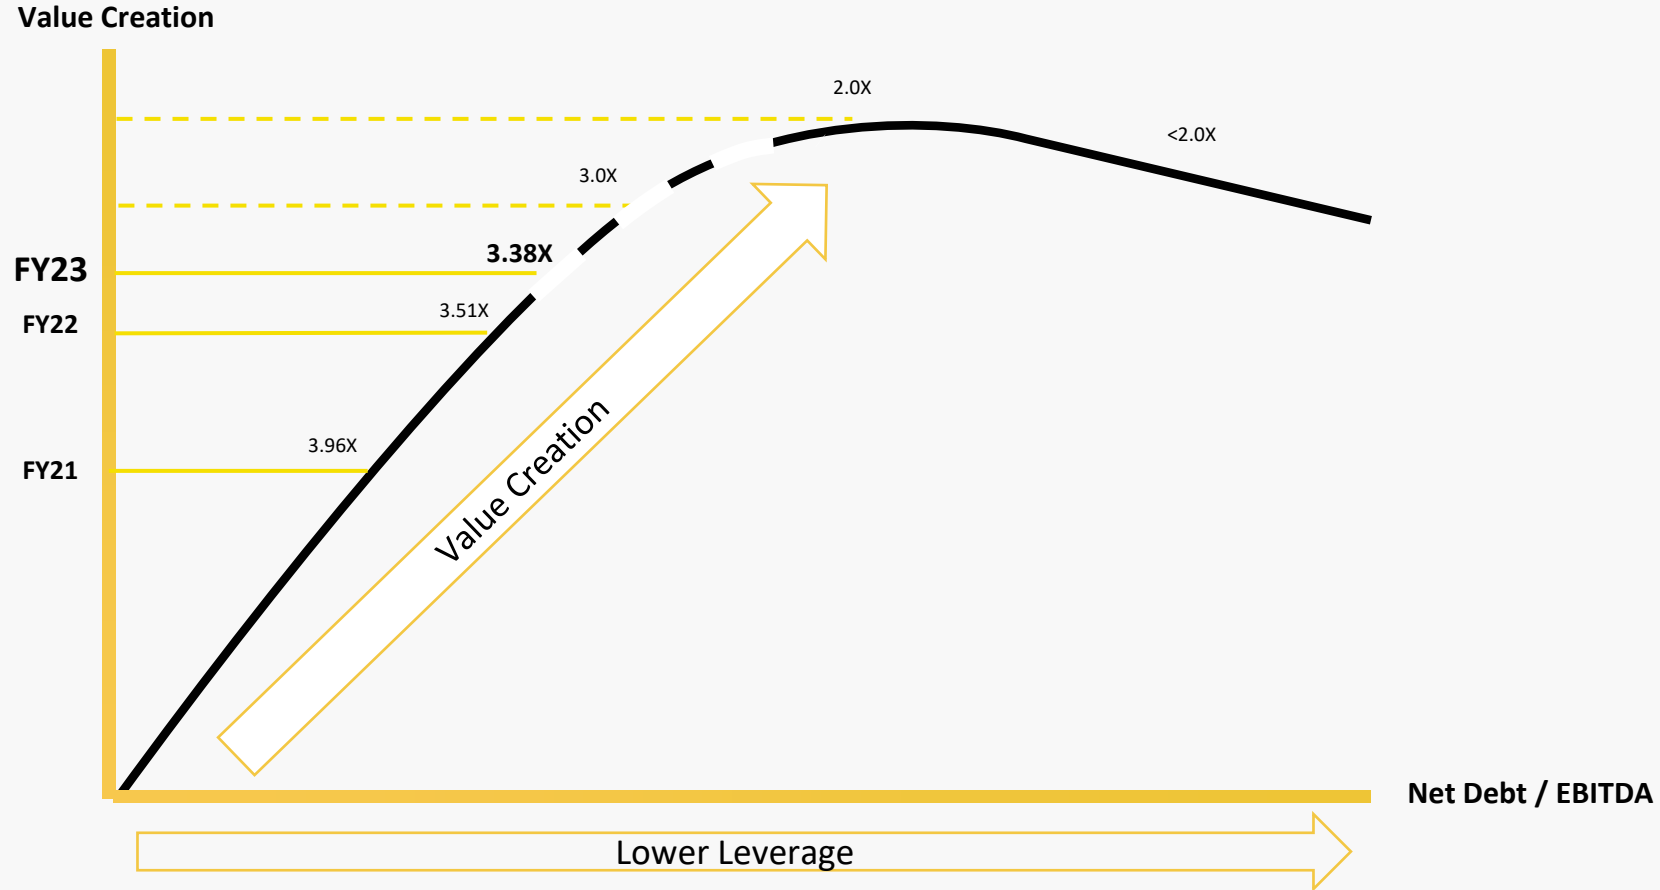 Value Creation
2.0X
<2.0X
3.0X
3.38X
FY23
3.51X
FY22
3.96X
FY21
Value Creation
Net Debt / EBITDA
Lower Leverage